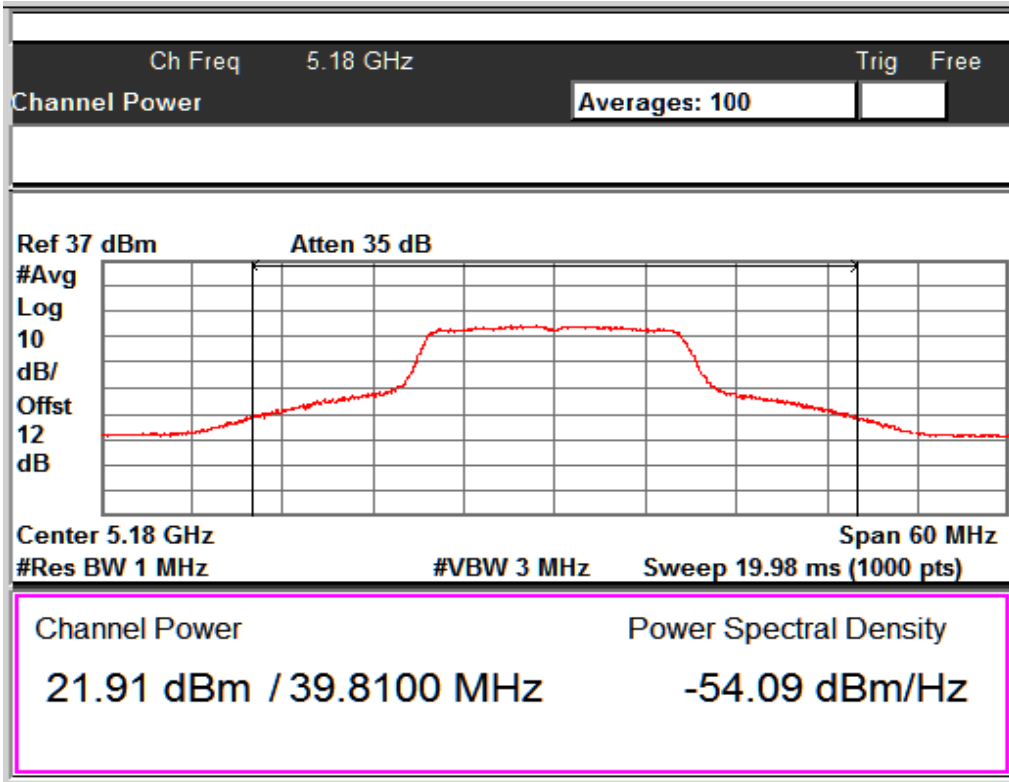 Ch Freq 5.18 GHz Trig Free
Channel Power Averages: 100
Ref 37 dBm Atten 35 dB
#Avg
Log
10
dB/
Offst
12
dB
Center 5.18 GHz Span 60 MHz
#Res BW 1 MHz #VBW 3 MHz Sweep 19.98 ms (1000 pts)
Channel Power Power Spectral Density
21.91 dBm / 39.8100 MHz -54.09 dBm/Hz